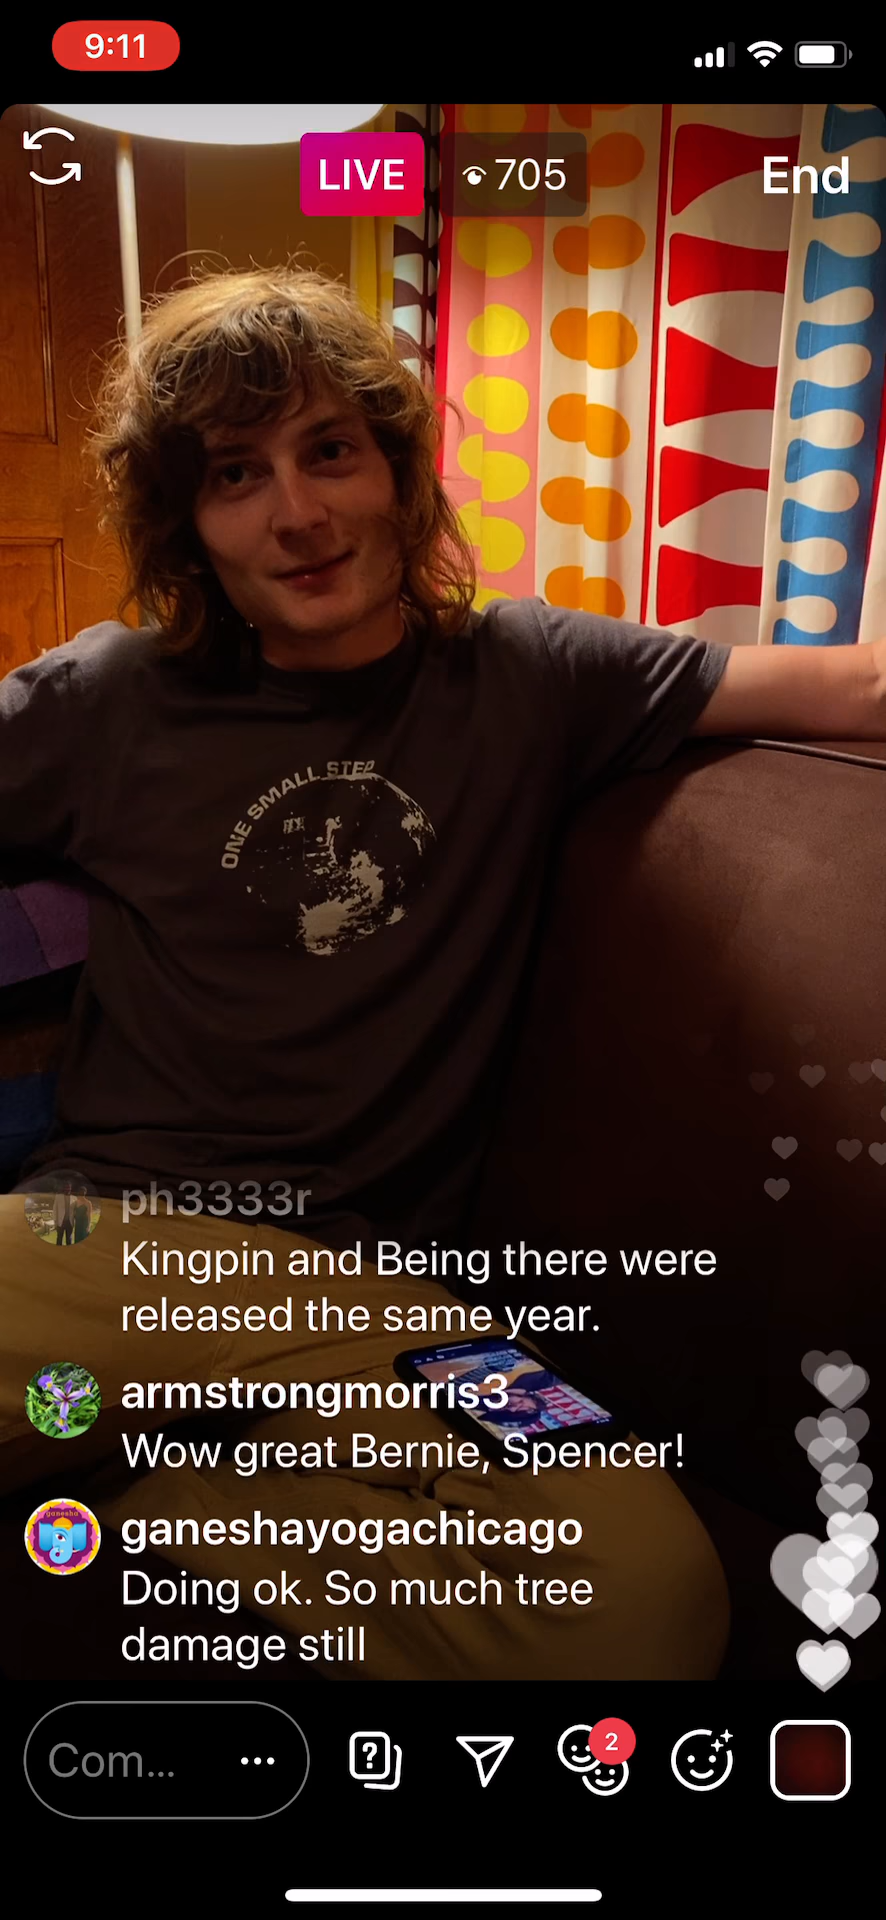 9:11
LIVE
705
End
ONE SMALL STEP
ph3333r
Kingpin and Being there were
released the same year.
armstrongmorris3
Wow great Bernie, Spencer!
ganesha
ganeshayogachicago
Doing ok. So much tree
damage still
Com...
2